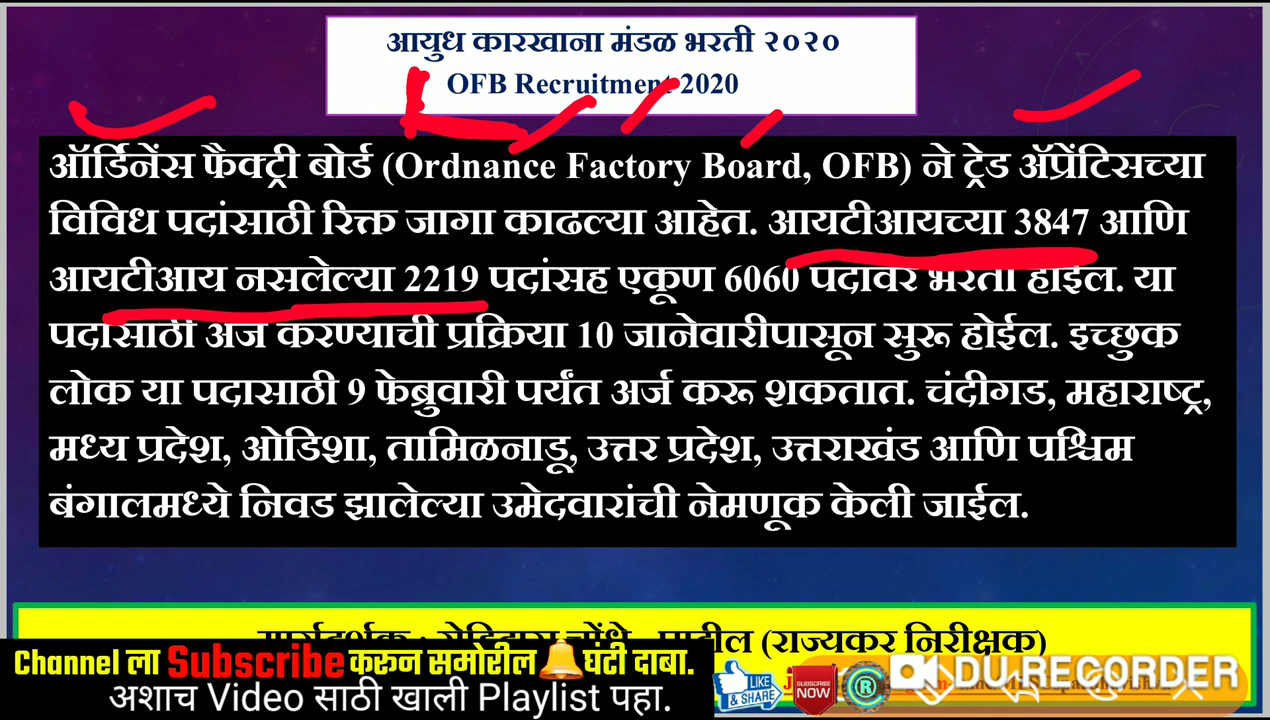 आयुध कारखाना मंडळ भरती २०२०
OFB Recruitment 2020
ऑर्डिनेंस फैक्ट्री बोर्ड (Ordnance Factory Board, OFB) ने ट्रेड ॲप्रेंटिसच्या
विविध पदांसाठी रिक्त जागा काढल्या आहेत. आयटीआयच्या 3847 आणि
आयटीआय नसलेल्या 2219 पदांसह एकूण 6060 पदांवर भरती होईल. या
पदांसाठी अर्ज करण्याची प्रक्रिया 10 जानेवारीपासून सुरू होईल. इच्छुक
लोक या पदासाठी 9 फेब्रुवारी पर्यंत अर्ज करू शकतात. चंदीगड, महाराष्ट्र,
मध्य प्रदेश, ओडिशा, तामिळनाडू, उत्तर प्रदेश, उत्तराखंड आणि पश्चिम
बंगालमध्ये निवड झालेल्या उमेदवारांची नेमणूक केली जाईल.
(राज्यकर निरीक्षक)
Channel ला Subscribe करून समोरील घंटी दाबा.
अशाच Video साठी खाली Playlist पहा.
LIKE & SHARE
SUBSCRIBE NOW
R
DU RECORDER